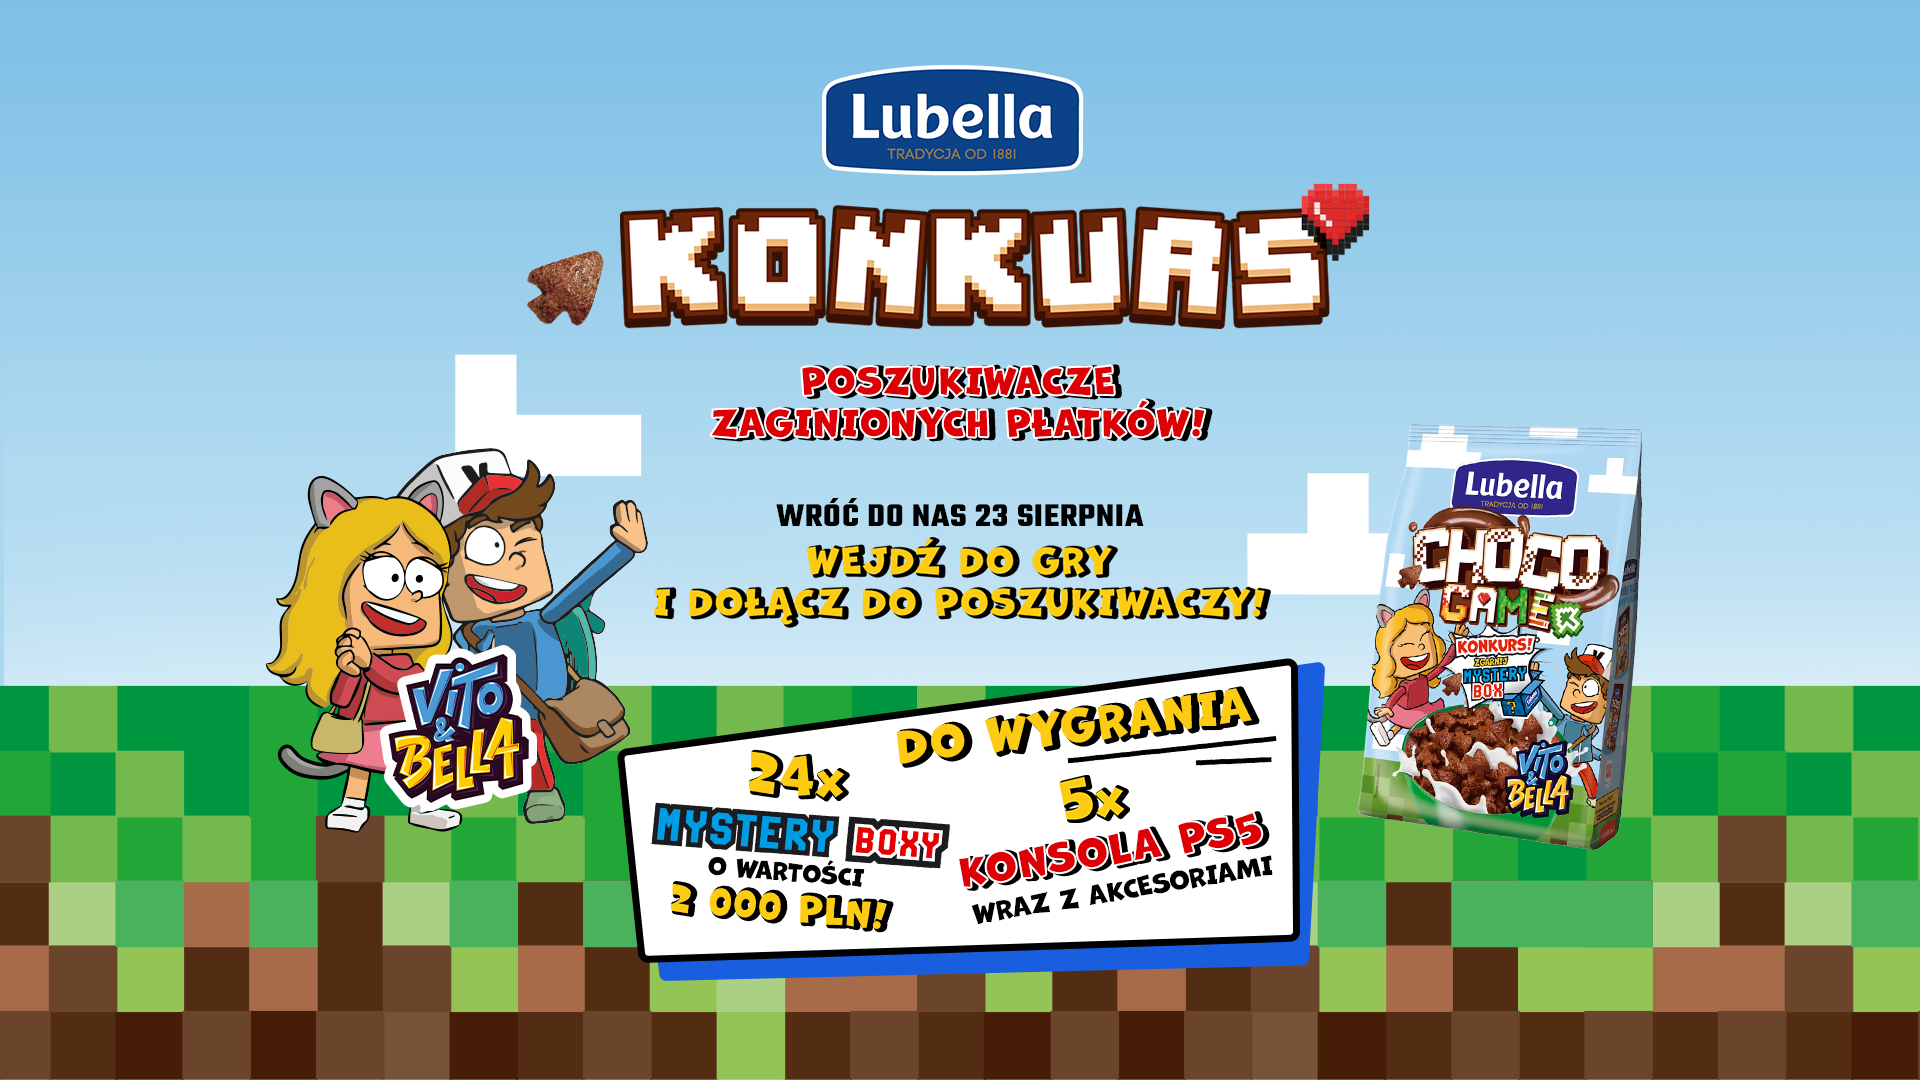 Lubella
TRADYCJA OD 1881
KONKURS
POSZUKIWACZE
ZAGINIONYCH PŁATKÓW!
WRÓĆ DO NAS 23 SIERPNIA
WEJDŹ DO GRY
I DOŁĄCZ DO POSZUKIWACZY!
VITO
&
BELLA
DO WYGRANIA
24x
MYSTERY BOXY
O WARTOŚCI
2 000 PLN!
5x
KONSOLA PS5
WRAZ Z AKCESORIAMI
Lubella
TRADYCJA OD 1881
CHOCO
GAME
KONKURS!
ZGARNIJ
MYSTERY
BOX
?
VITO
&
BELLA